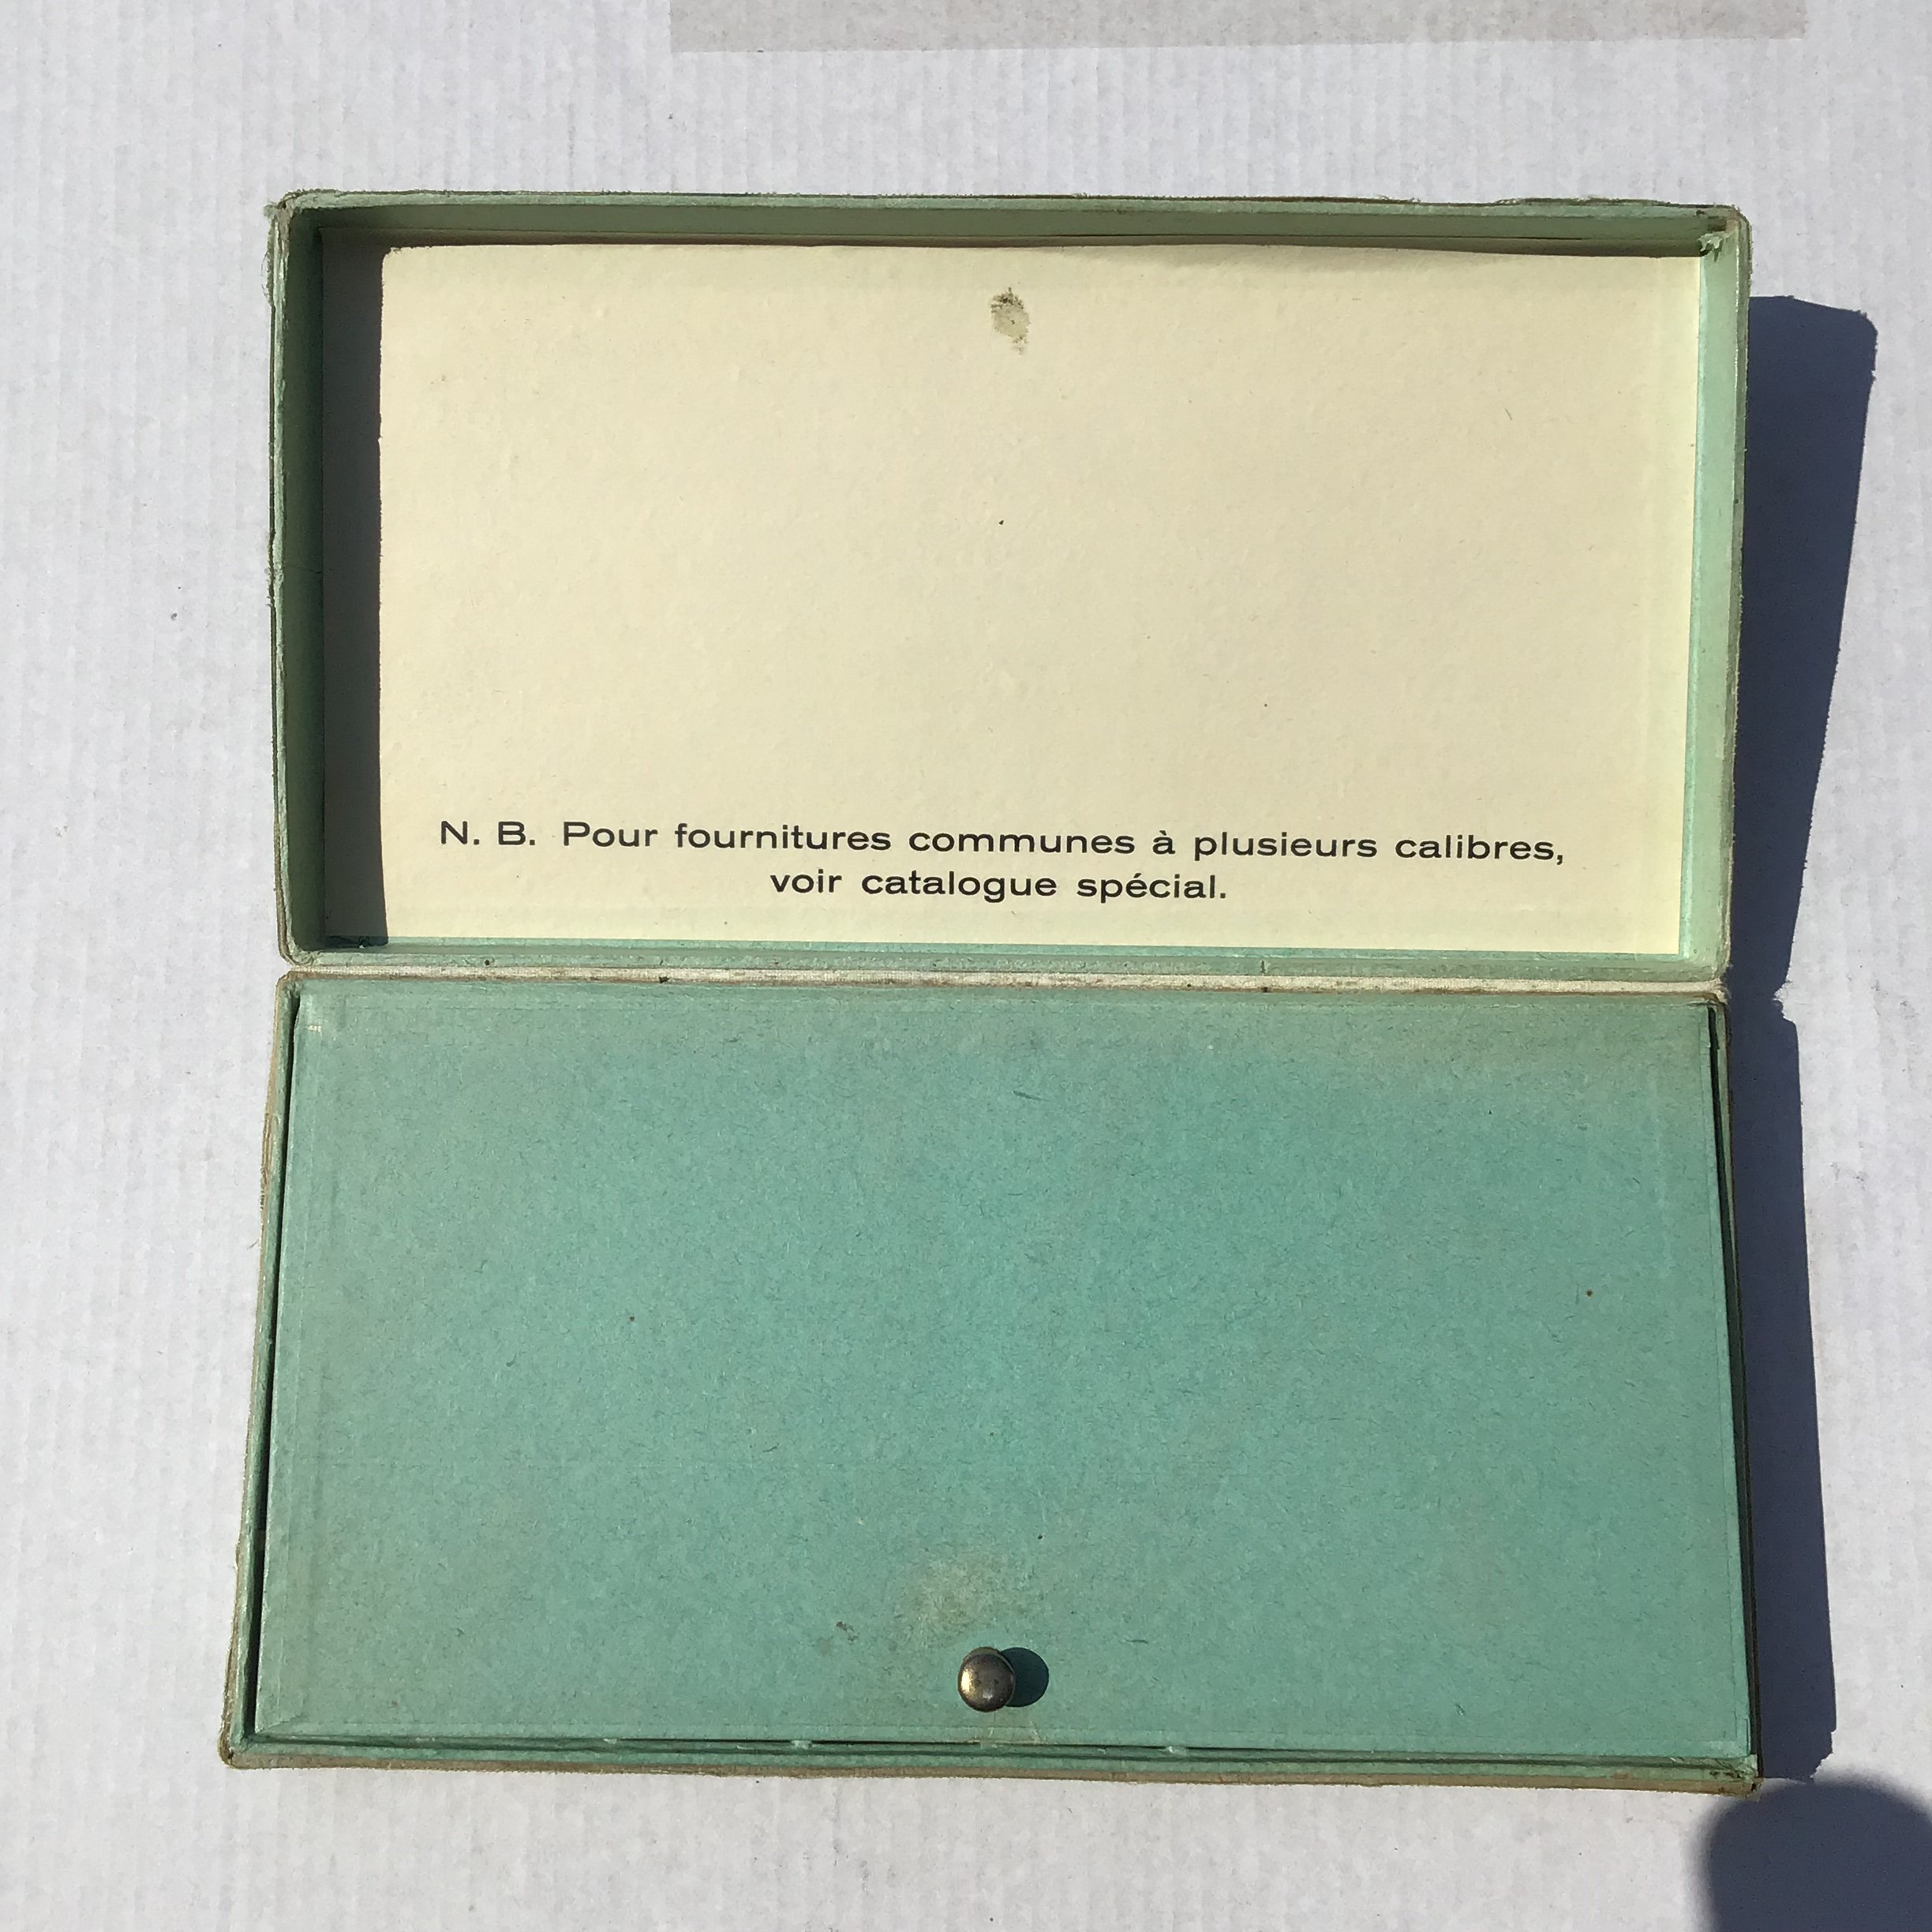 N. B. Pour fournitures communes à plusieurs calibres,
voir catalogue spécial.